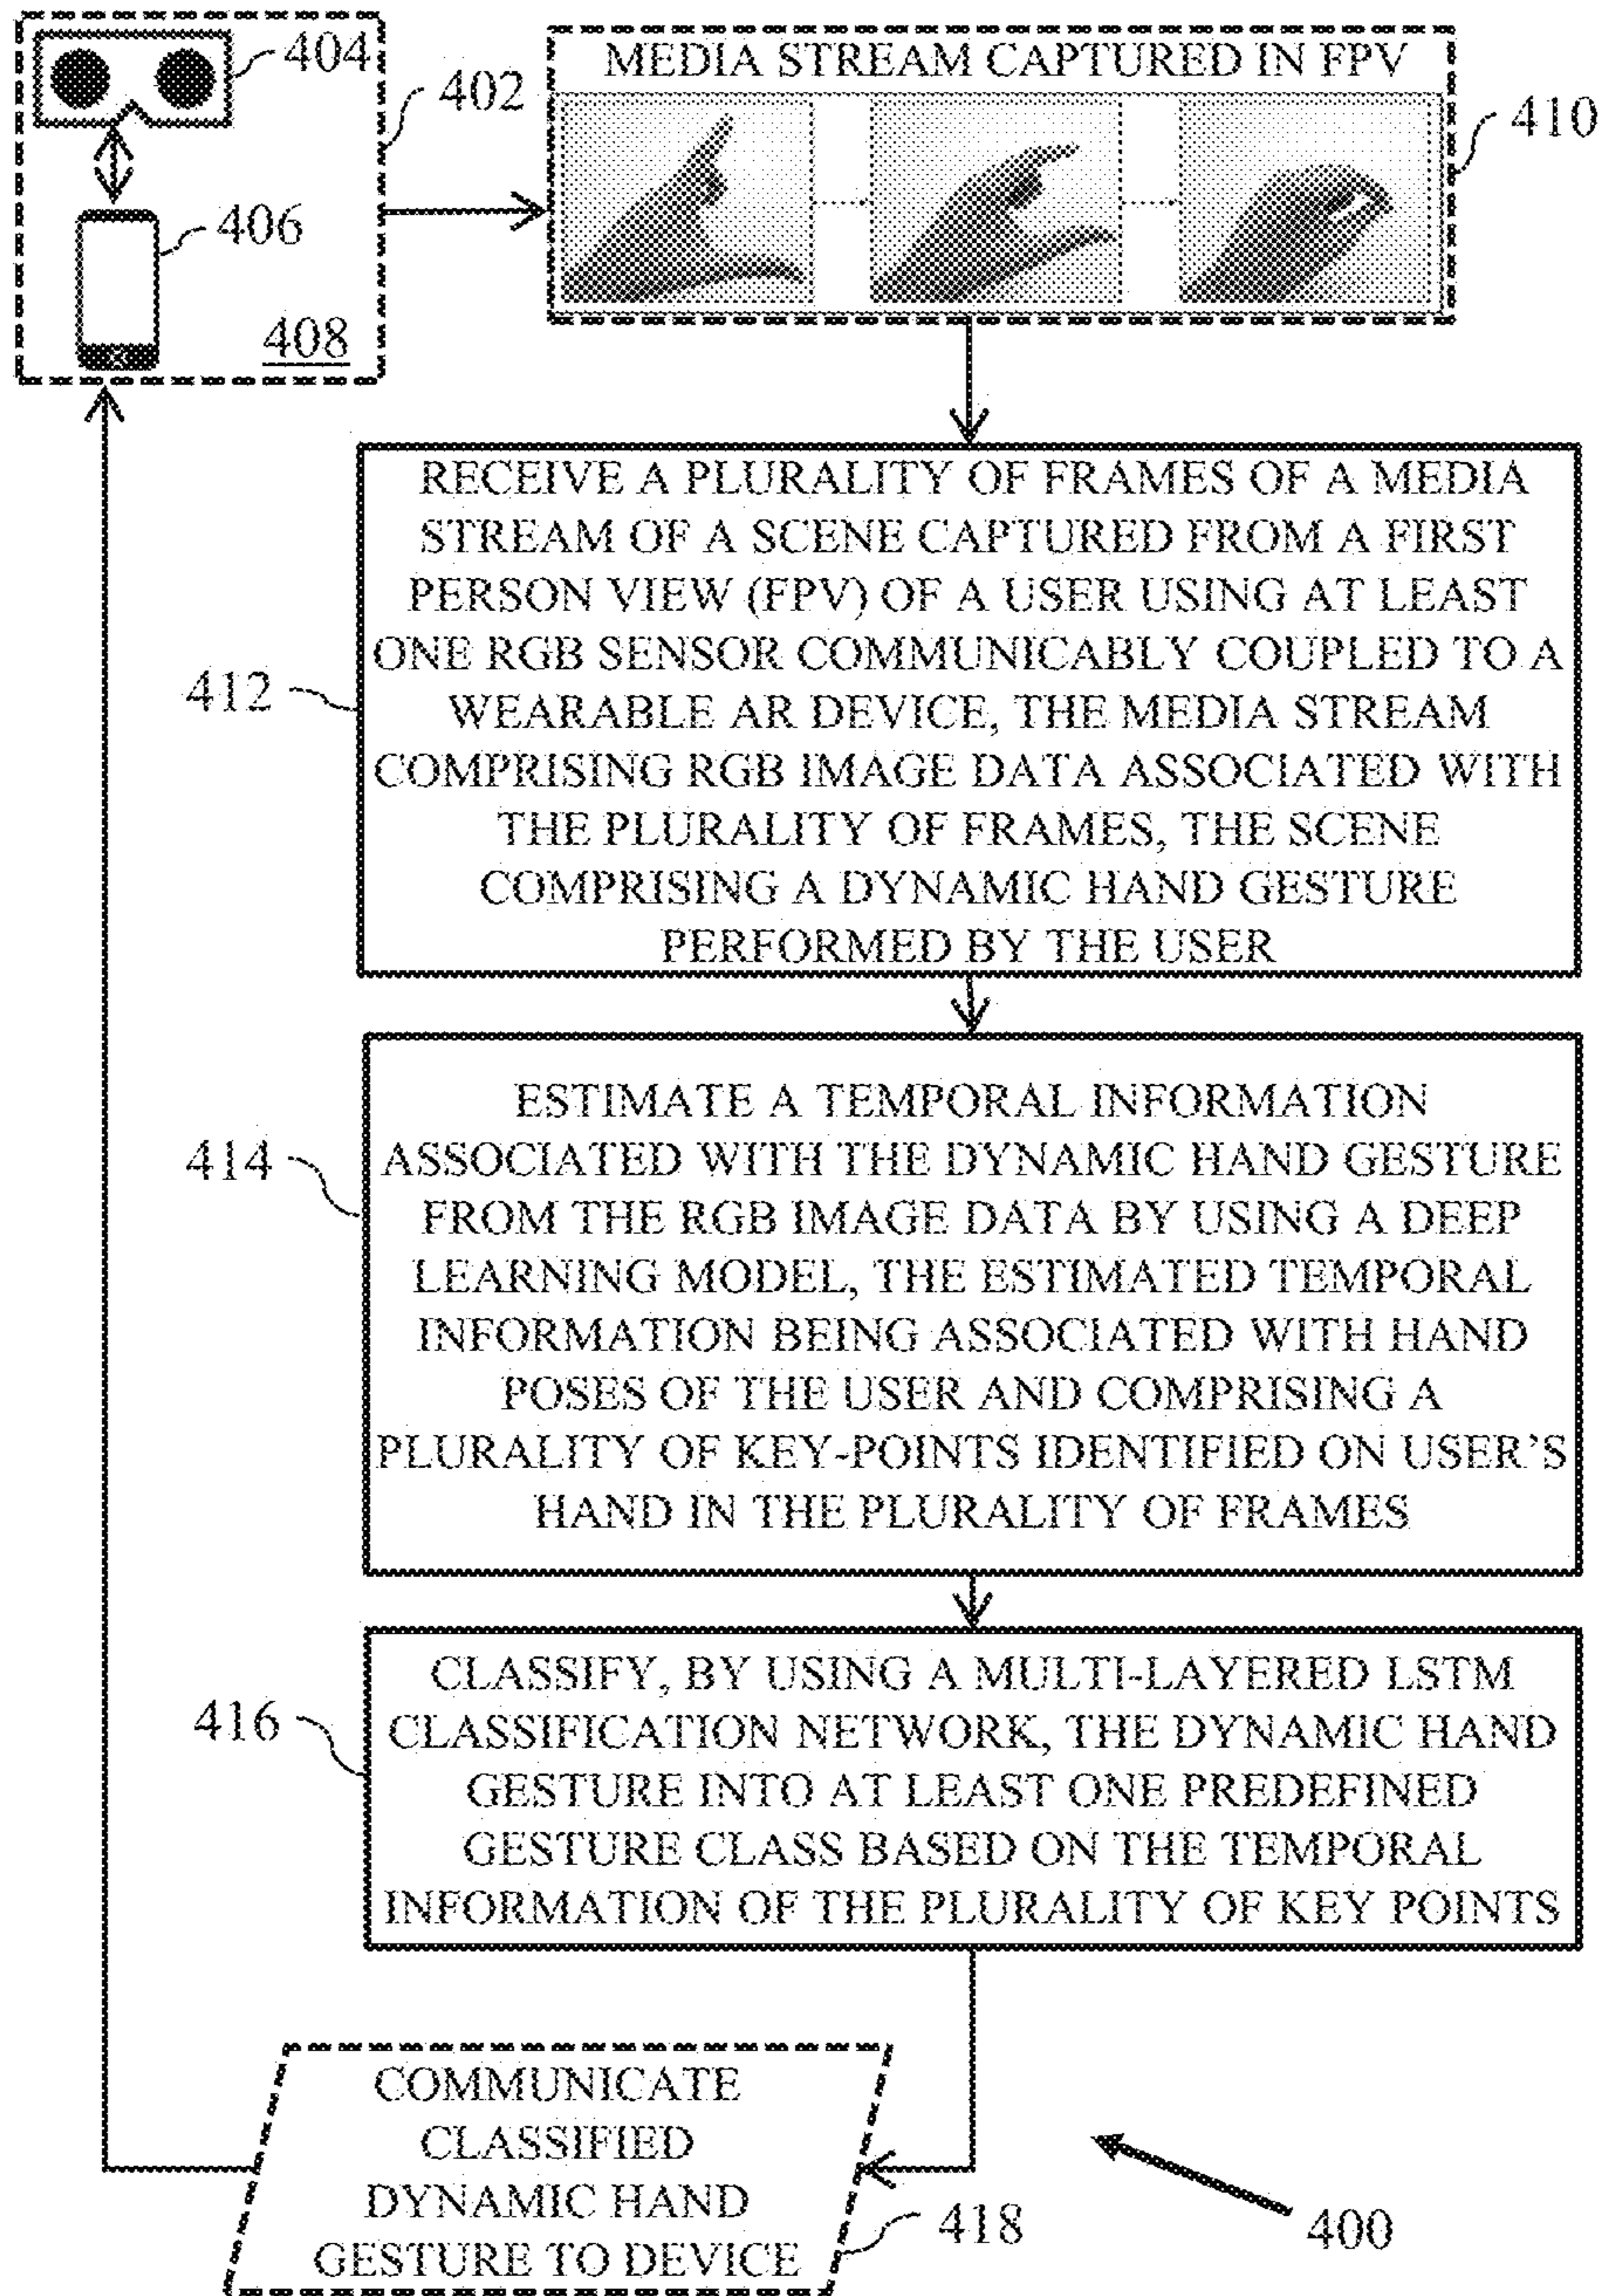 404
402
406
408
MEDIA STREAM CAPTURED IN FPV
410
RECEIVE A PLURALITY OF FRAMES OF A MEDIA
STREAM OF A SCENE CAPTURED FROM A FIRST
PERSON VIEW (FPV) OF A USER USING AT LEAST
ONE RGB SENSOR COMMUNICABLY COUPLED TO A
WEARABLE AR DEVICE, THE MEDIA STREAM
COMPRISING RGB IMAGE DATA ASSOCIATED WITH
THE PLURALITY OF FRAMES, THE SCENE
COMPRISING A DYNAMIC HAND GESTURE
PERFORMED BY THE USER
412
ESTIMATE A TEMPORAL INFORMATION
ASSOCIATED WITH THE DYNAMIC HAND GESTURE
FROM THE RGB IMAGE DATA BY USING A DEEP
LEARNING MODEL, THE ESTIMATED TEMPORAL
INFORMATION BEING ASSOCIATED WITH HAND
POSES OF THE USER AND COMPRISING A
PLURALITY OF KEY-POINTS IDENTIFIED ON USER'S
HAND IN THE PLURALITY OF FRAMES
414
CLASSIFY, BY USING A MULTI-LAYERED LSTM
CLASSIFICATION NETWORK, THE DYNAMIC HAND
GESTURE INTO AT LEAST ONE PREDEFINED
GESTURE CLASS BASED ON THE TEMPORAL
INFORMATION OF THE PLURALITY OF KEY POINTS
416
COMMUNICATE
CLASSIFIED
DYNAMIC HAND
GESTURE TO DEVICE
418
400